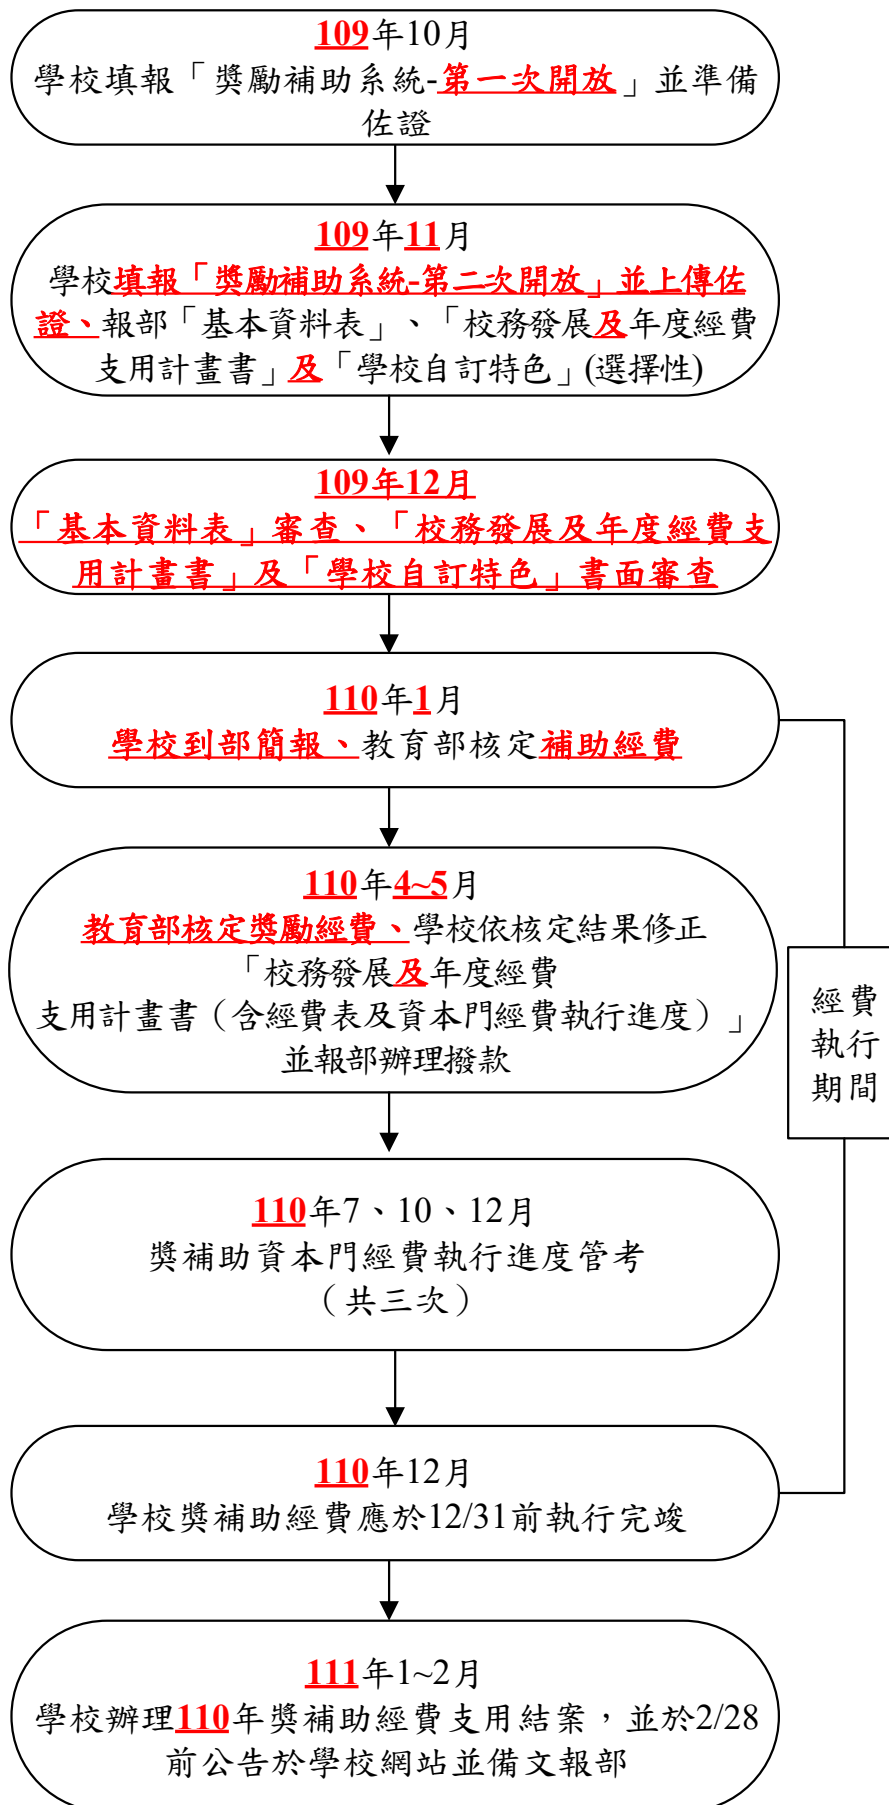 109年10月
學校填報「獎勵補助系統-第一次開放」並準備
佐證
109年11月
學校填報「獎勵補助系統-第二次開放」並上傳佐
證、報部「基本資料表」、「校務發展及年度經費
支用計畫書」及「學校自訂特色」(選擇性)
109年12月
「基本資料表」審查、「校務發展及年度經費支
用計畫書」及「學校自訂特色」書面審查
110年1月
學校到部簡報、教育部核定補助經費
110年4~5月
教育部核定獎勵經費、學校依核定結果修正
「校務發展及年度經費
支用計畫書（含經費表及資本門經費執行進度）」
並報部辦理撥款
經費
執行
期間
110年7、10、12月
獎補助資本門經費執行進度管考
（共三次）
110年12月
學校獎補助經費應於12/31前執行完竣
111年1~2月
學校辦理110年獎補助經費支用結案，並於2/28
前公告於學校網站並備文報部